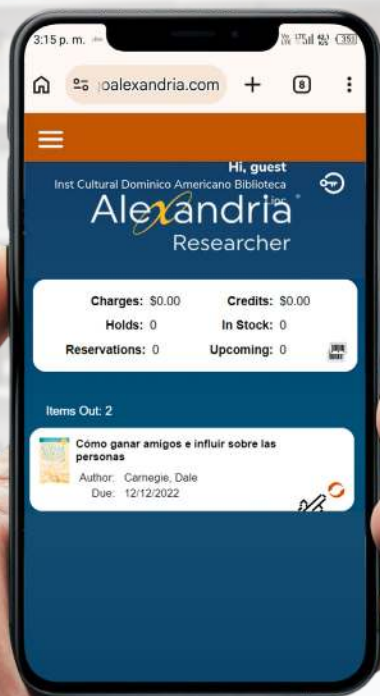 3:15 p. m.
oalexandria.com
8
Hi, guest
Inst Cultural Dominico Americano Biblioteca
Alexandria
Researcher
Charges: $0.00 Credits: $0.00
Holds: 0 In Stock: 0
Reservations: 0 Upcoming: 0
Items Out: 2
Cómo ganar amigos e influir sobre las
personas
Author: Carnegie, Dale
Due: 12/12/2022